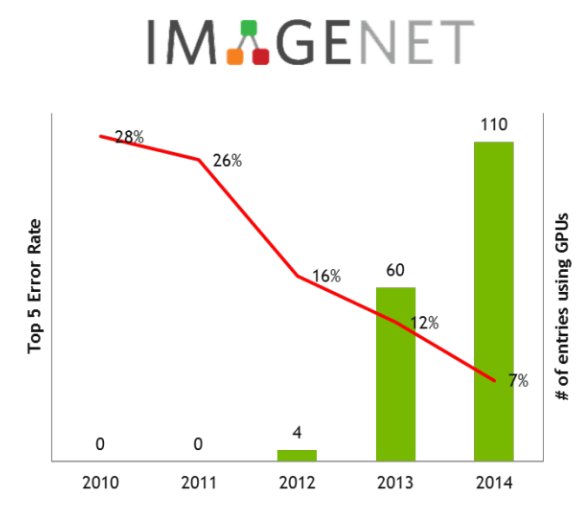 IMAGENET
110
28%
26%
60
16%
12%
7%
4
0
0
2010 2011 2012 2013 2014
Top 5 Error Rate
# of entries using GPUs